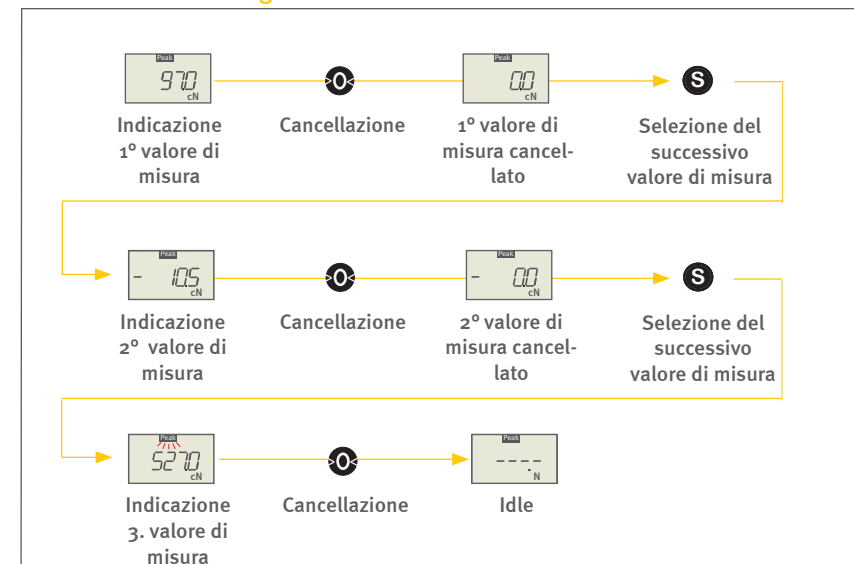 Peak
97.0
cN
>0<
Peak
0.0
cN
S
Indicazione
1° valore di
misura
Cancellazione
1° valore di
misura cancel-
lato
Selezione del
successivo
valore di misura
Peak
- 10.5
cN
>0<
Peak
- 0.0
cN
S
Indicazione
2° valore di
misura
Cancellazione
2° valore di
misura cancel-
lato
Selezione del
successivo
valore di misura
Peak
527.0
cN
>0<
Peak
---.-
N
Indicazione
3. valore di
misura
Cancellazione
Idle